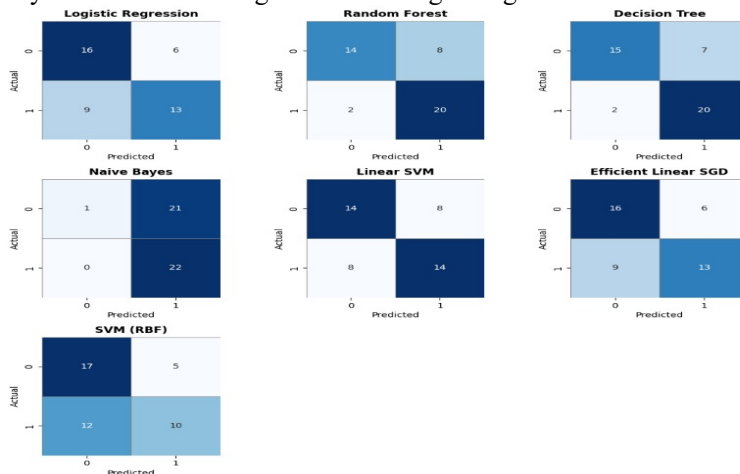 Logistic Regression
Actual
0
16
6
1
9
13
0
1
Predicted
Random Forest
Actual
0
14
8
1
2
20
0
1
Predicted
Decision Tree
Actual
0
15
7
1
2
20
0
1
Predicted
Naive Bayes
Actual
0
1
21
1
0
22
0
1
Predicted
Linear SVM
Actual
0
14
8
1
8
14
0
1
Predicted
Efficient Linear SGD
Actual
0
16
6
1
9
13
0
1
Predicted
SVM (RBF)
Actual
0
17
5
1
12
10
0
1
Predicted